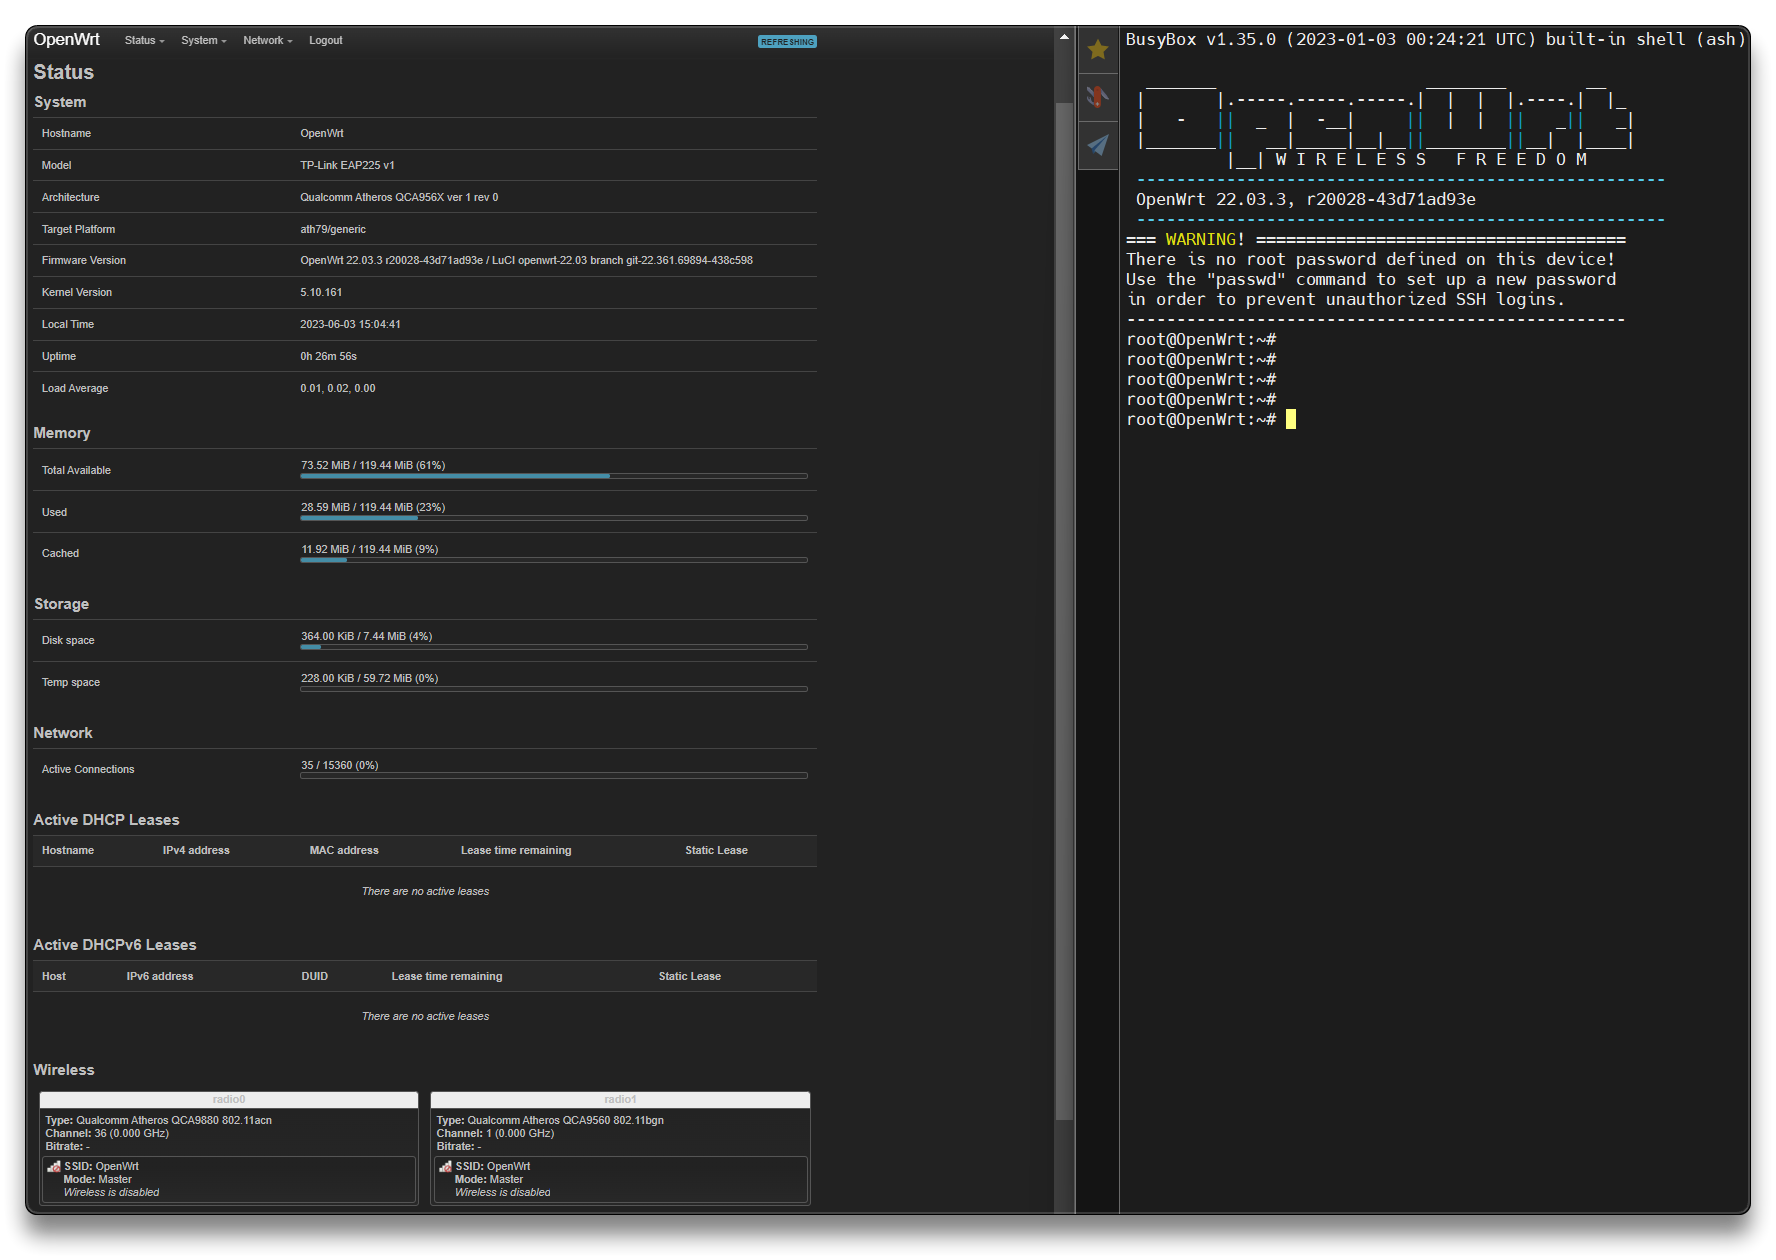 OpenWrt Status System Network Logout REFRESHING
Status
System
Hostname OpenWrt
Model TP-Link EAP225 v1
Architecture Qualcomm Atheros QCA956X ver 1 rev 0
Target Platform ath79/generic
Firmware Version OpenWrt 22.03.3 r20028-43d71ad93e / LuCI openwrt-22.03 branch git-22.361.69894-438c598
Kernel Version 5.10.161
Local Time 2023-06-03 15:04:41
Uptime 0h 26m 56s
Load Average 0.01, 0.02, 0.00
Memory
Total Available 73.52 MiB / 119.44 MiB (61%)
Used 28.59 MiB / 119.44 MiB (23%)
Cached 11.92 MiB / 119.44 MiB (9%)
Storage
Disk space 364.00 KiB / 7.44 MiB (4%)
Temp space 228.00 KiB / 59.72 MiB (0%)
Network
Active Connections 35 / 15360 (0%)
Active DHCP Leases
Hostname IPv4 address MAC address Lease time remaining Static Lease
There are no active leases
Active DHCPv6 Leases
Host IPv6 address DUID Lease time remaining Static Lease
There are no active leases
Wireless
radio0
Type: Qualcomm Atheros QCA9880 802.11acn
Channel: 36 (0.000 GHz)
Bitrate: -
SSID: OpenWrt
Mode: Master
Wireless is disabled
radio1
Type: Qualcomm Atheros QCA9560 802.11bgn
Channel: 1 (0.000 GHz)
Bitrate: -
SSID: OpenWrt
Mode: Master
Wireless is disabled
BusyBox v1.35.0 (2023-01-03 00:24:21 UTC) built-in shell (ash)
OpenWrt
W I R E L E S S   F R E E D O M
-----------------------------------------------------
OpenWrt 22.03.3, r20028-43d71ad93e
-----------------------------------------------------
=== WARNING! =====================================
There is no root password defined on this device!
Use the "passwd" command to set up a new password
in order to prevent unauthorized SSH logins.
--------------------------------------------------
root@OpenWrt:~#
root@OpenWrt:~#
root@OpenWrt:~#
root@OpenWrt:~#
root@OpenWrt:~#